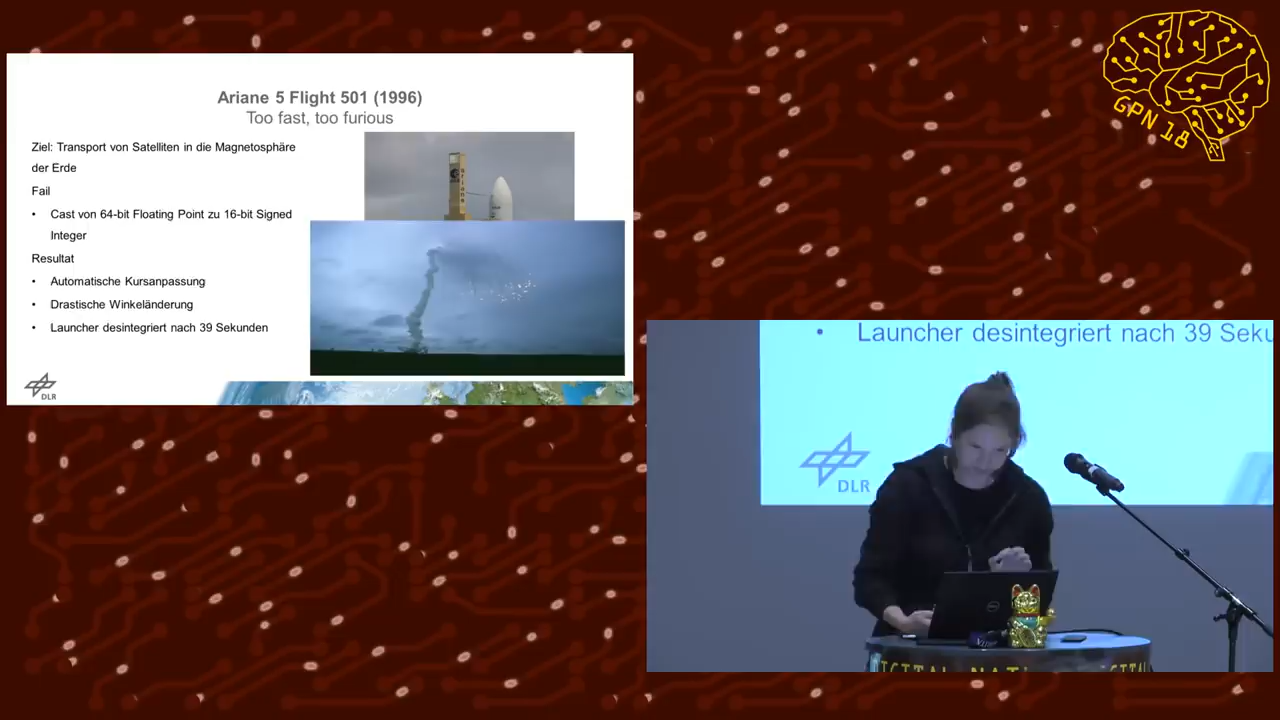 Ariane 5 Flight 501 (1996)
Too fast, too furious
Ziel: Transport von Satelliten in die Magnetosphäre
der Erde
Fail
• Cast von 64-bit Floating Point zu 16-bit Signed
Integer
Resultat
• Automatische Kursanpassung
• Drastische Winkeländerung
• Launcher desintegriert nach 39 Sekunden
DLR
GPN 18
• Launcher desintegriert nach 39 Seku
DLR
DELL